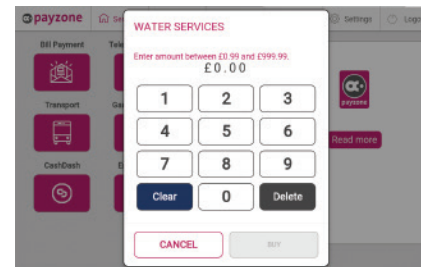 payzone
Settings
Logo
WATER SERVICES
Bill Payment
Enter amount between £0.99 and £999.99.
£0.00
1 2 3
Transport
payzone
4 5 6
Read more
7 8 9
CashDash
Clear 0 Delete
CANCEL BUY